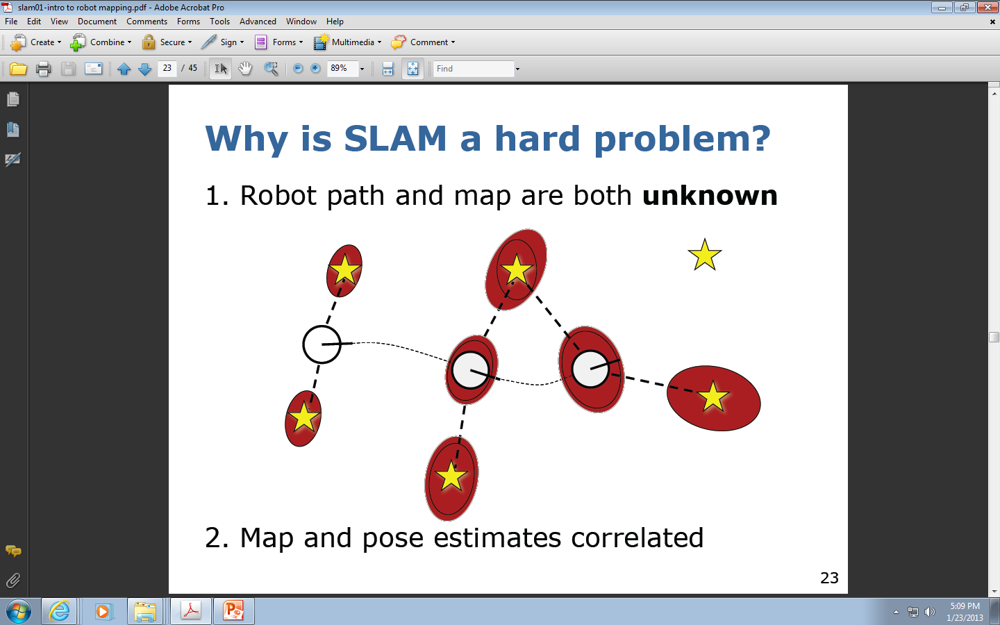 slam01-intro to robot mapping.pdf - Adobe Acrobat Pro
File Edit View Document Comments Forms Tools Advanced Window Help
Create Combine Secure Sign Forms Multimedia Comment
23 / 45 89% Find
Why is SLAM a hard problem?
1. Robot path and map are both unknown
2. Map and pose estimates correlated
23
5:09 PM
1/23/2013